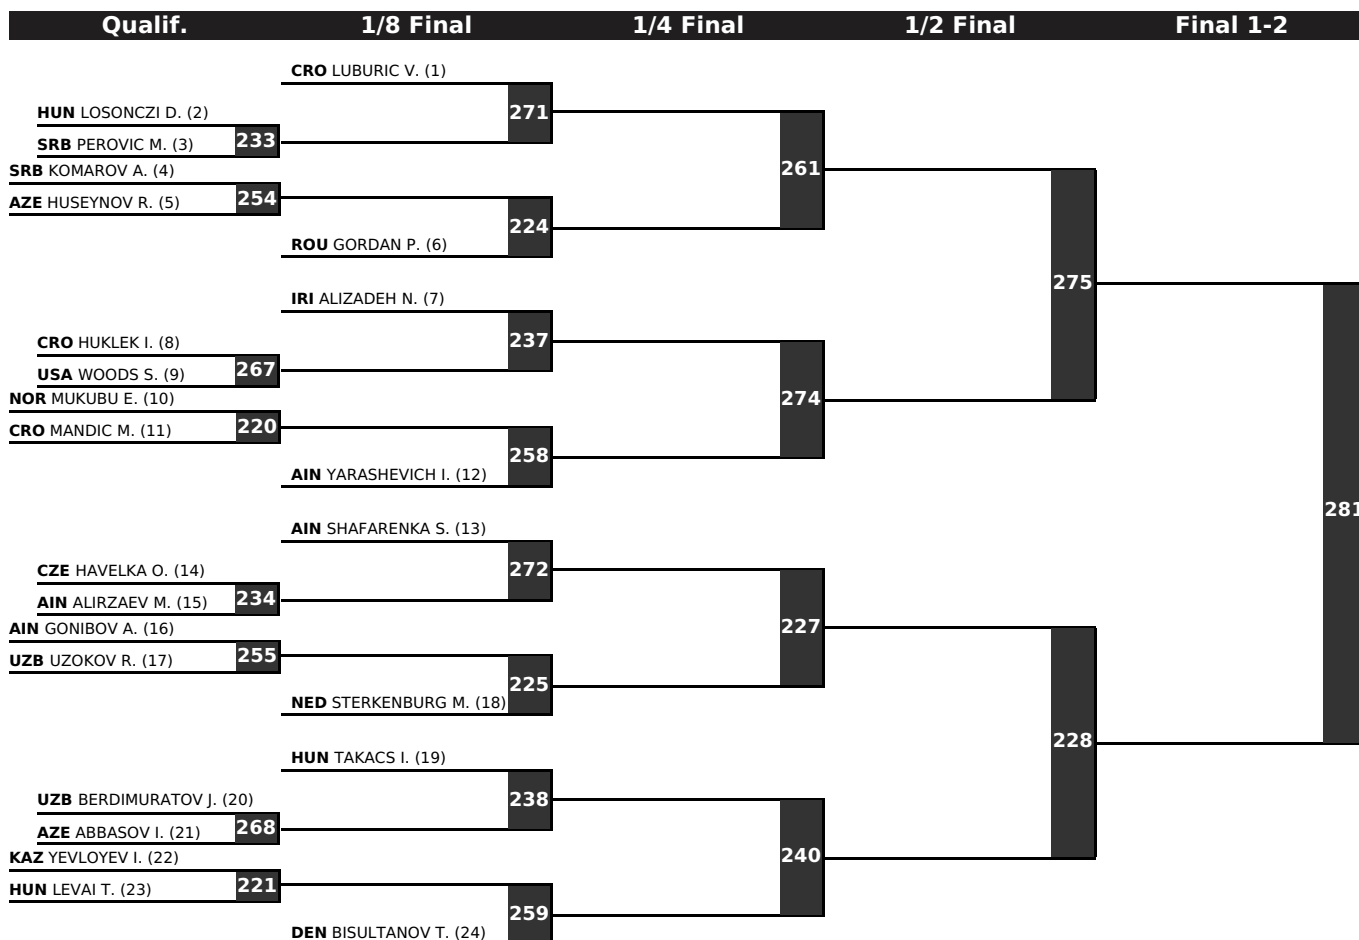 Qualif. 1/8 Final 1/4 Final 1/2 Final Final 1-2
CRO LUBURIC V. (1)
HUN LOSONCZI D. (2)
271
SRB PEROVIC M. (3)
233
SRB KOMAROV A. (4)
261
AZE HUSEYNOV R. (5)
254
224
ROU GORDAN P. (6)
275
IRI ALIZADEH N. (7)
CRO HUKLEK I. (8)
237
USA WOODS S. (9)
267
NOR MUKUBU E. (10)
274
CRO MANDIC M. (11)
220
258
AIN YARASHEVICH I. (12)
281
AIN SHAFARENKA S. (13)
CZE HAVELKA O. (14)
272
AIN ALIRZAEV M. (15)
234
AIN GONIBOV A. (16)
227
UZB UZOKOV R. (17)
255
225
NED STERKENBURG M. (18)
228
HUN TAKACS I. (19)
UZB BERDIMURATOV J. (20)
238
AZE ABBASOV I. (21)
268
KAZ YEVLOYEV I. (22)
240
HUN LEVAI T. (23)
221
259
DEN BISULTANOV T. (24)